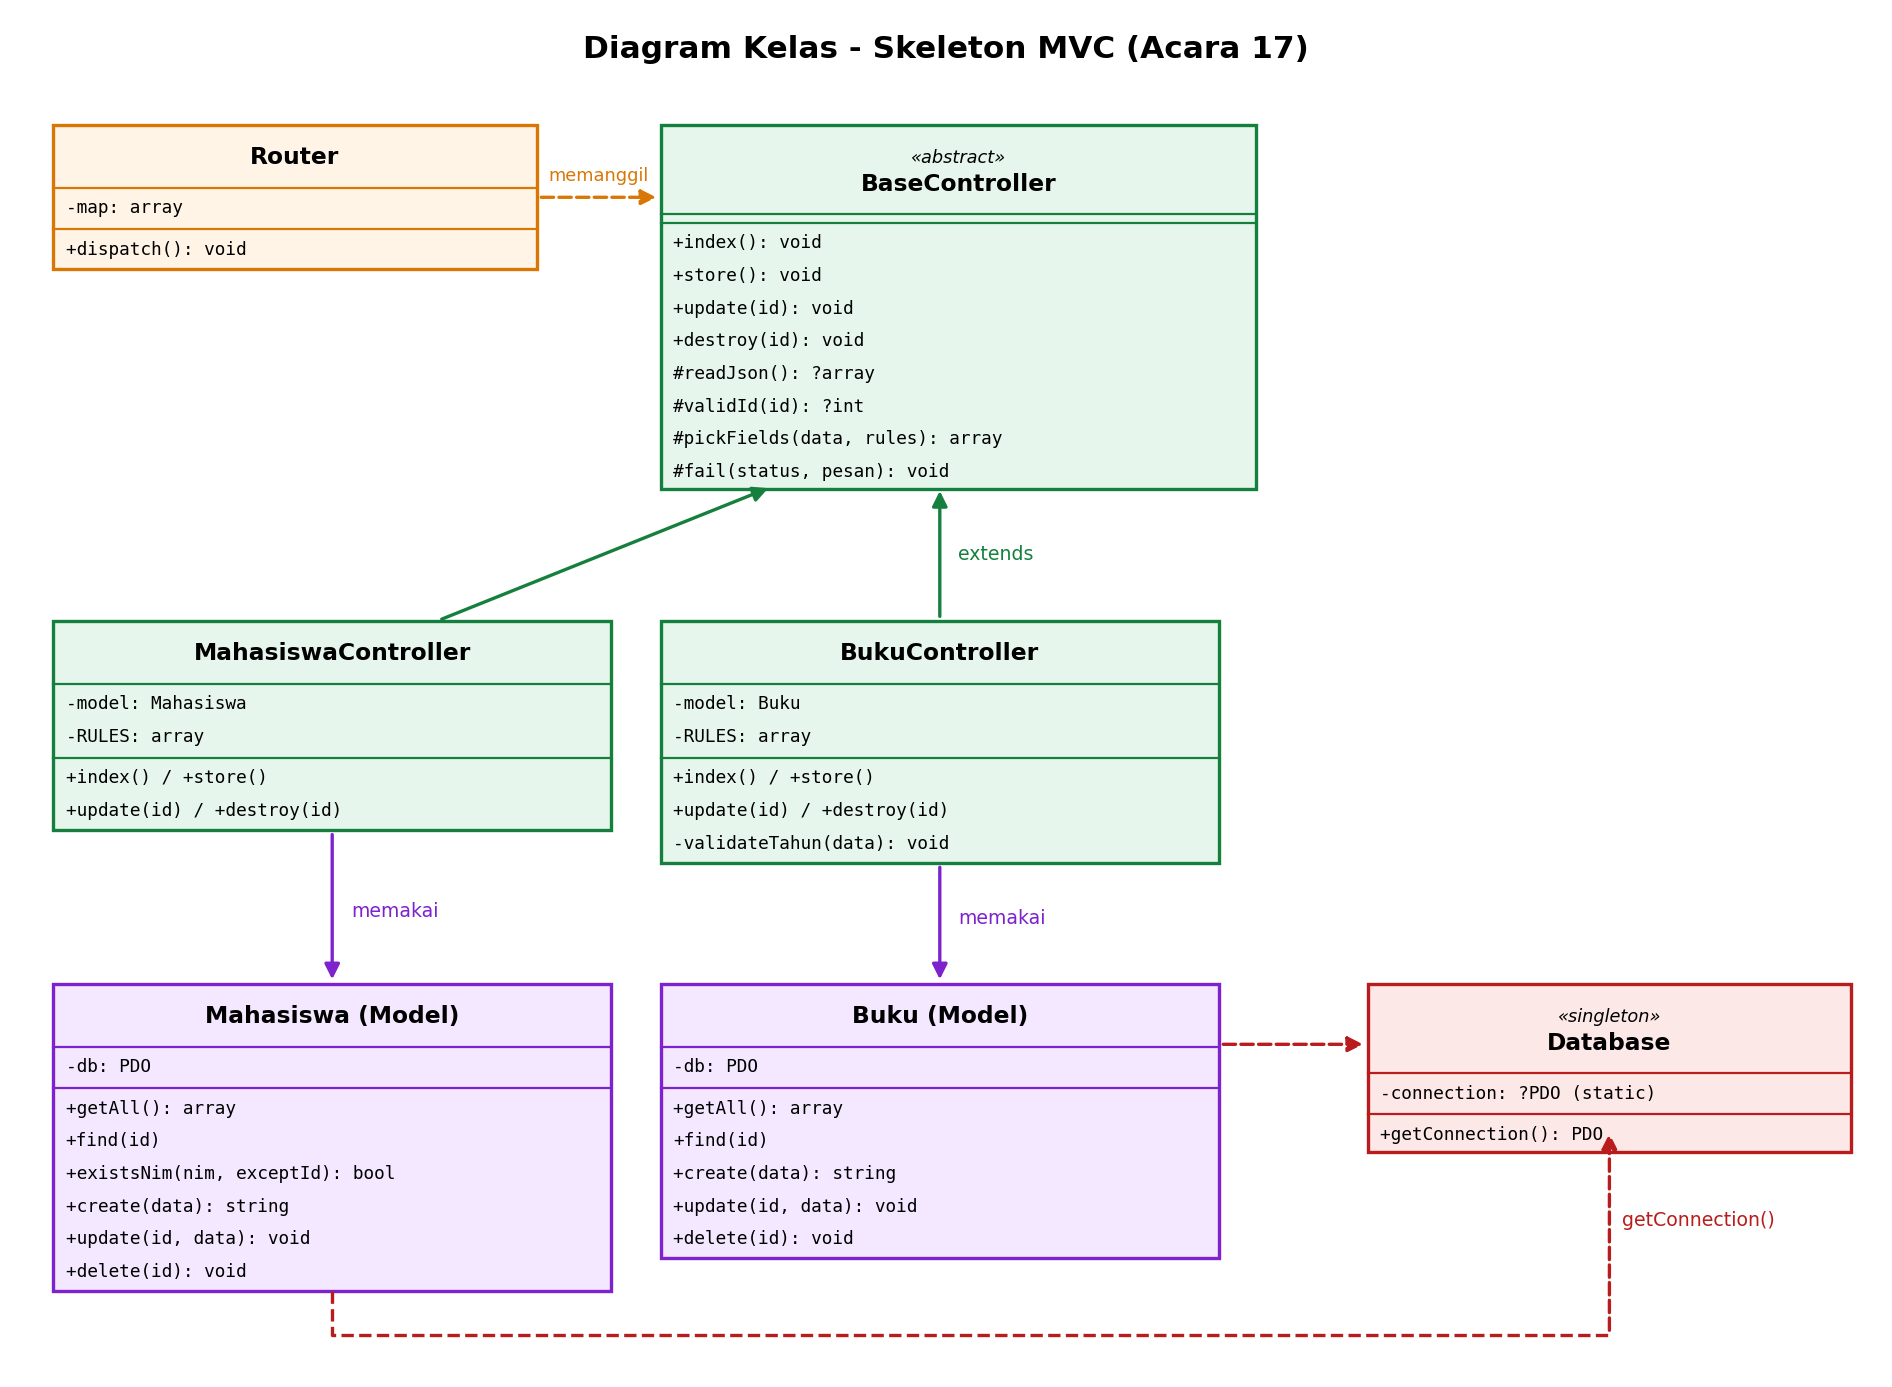 Diagram Kelas - Skeleton MVC (Acara 17)
Router
-map: array
+dispatch(): void
memanggil
«abstract»
BaseController
+index(): void
+store(): void
+update(id): void
+destroy(id): void
#readJson(): ?array
#validId(id): ?int
#pickFields(data, rules): array
#fail(status, pesan): void
extends
MahasiswaController
-model: Mahasiswa
-RULES: array
+index() / +store()
+update(id) / +destroy(id)
BukuController
-model: Buku
-RULES: array
+index() / +store()
+update(id) / +destroy(id)
-validateTahun(data): void
memakai
memakai
Mahasiswa (Model)
-db: PDO
+getAll(): array
+find(id)
+existsNim(nim, exceptId): bool
+create(data): string
+update(id, data): void
+delete(id): void
Buku (Model)
-db: PDO
+getAll(): array
+find(id)
+create(data): string
+update(id, data): void
+delete(id): void
«singleton»
Database
-connection: ?PDO (static)
+getConnection(): PDO
getConnection()